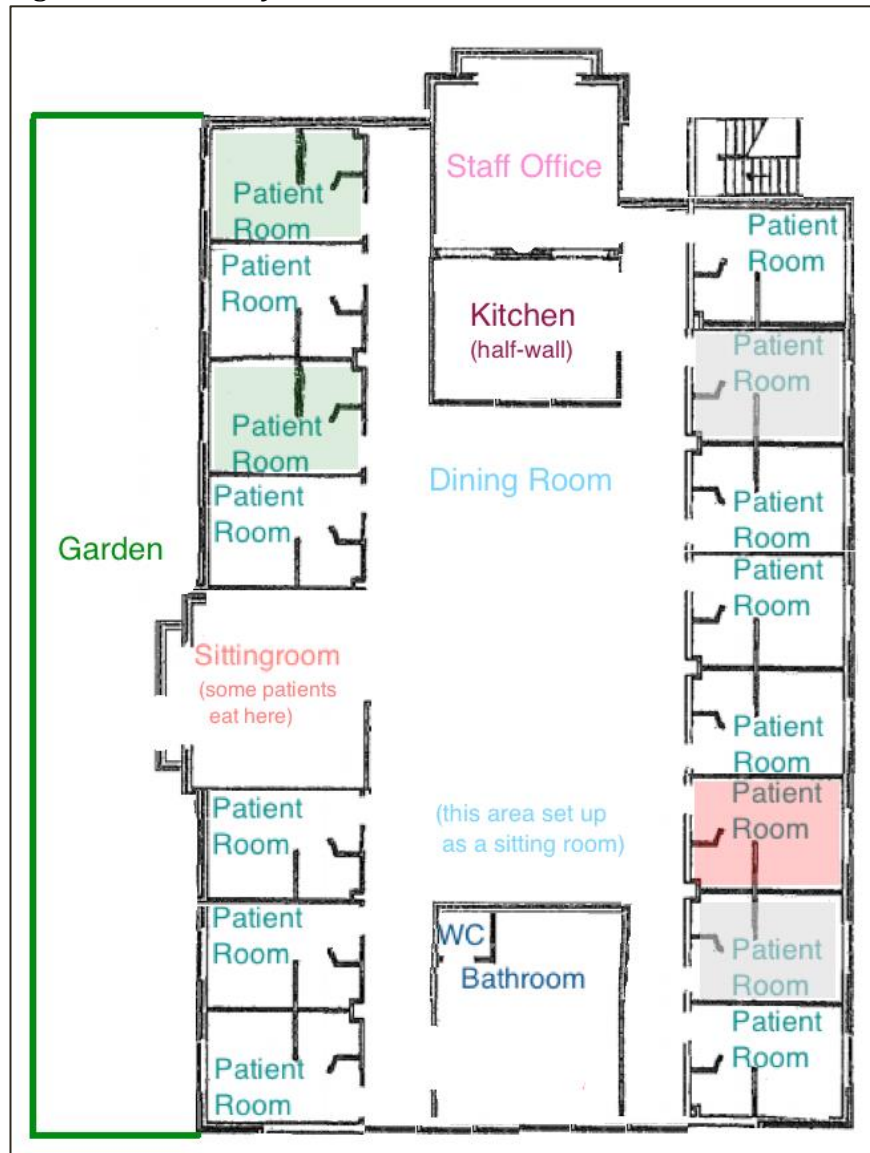 Staff Office
Patient
Room
Patient
Room
Patient
Room
Patient
Room
Garden
Sittingroom
(some patients
eat here)
Patient
Room
Patient
Room
Patient
Room
Kitchen
(half-wall)
Dining Room
(this area set up
as a sitting room)
WC
Bathroom
Patient
Room
Patient
Room
Patient
Room
Patient
Room
Patient
Room
Patient
Room
Patient
Room
Patient
Room